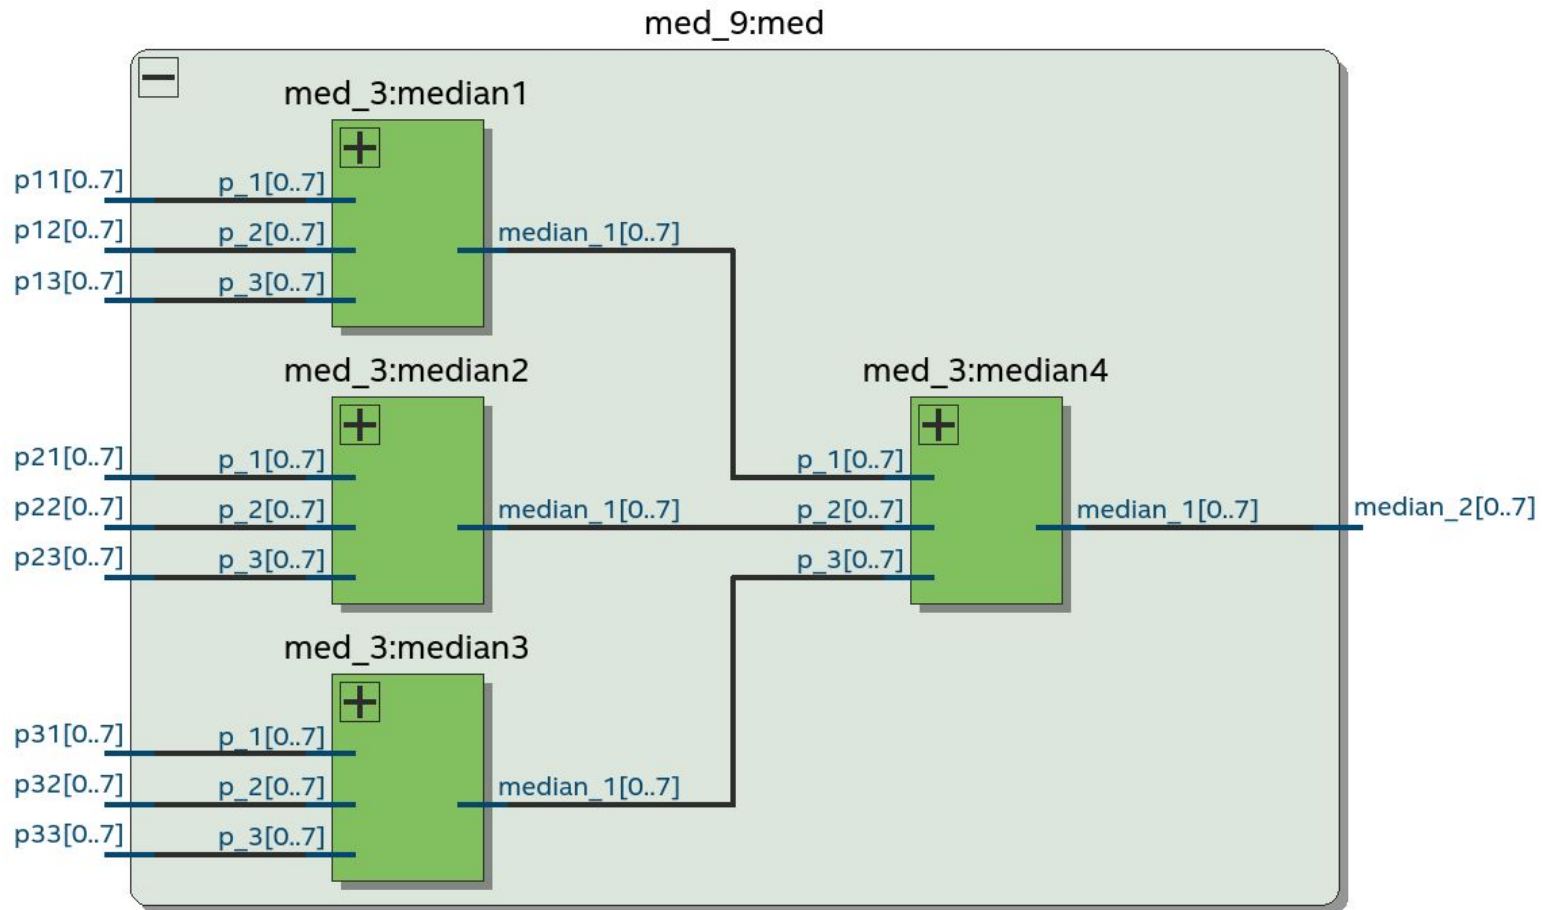 med_9:med
med_3:median1
p11[0..7] p_1[0..7]
p12[0..7] p_2[0..7] median_1[0..7]
p13[0..7] p_3[0..7]
med_3:median2 med_3:median4
p21[0..7] p_1[0..7] p_1[0..7]
p22[0..7] p_2[0..7] median_1[0..7] p_2[0..7] median_1[0..7] median_2[0..7]
p23[0..7] p_3[0..7] p_3[0..7]
med_3:median3
p31[0..7] p_1[0..7]
p32[0..7] p_2[0..7] median_1[0..7]
p33[0..7] p_3[0..7]